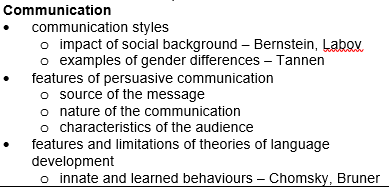 Communication
• communication styles
o impact of social background – Bernstein, Labov
o examples of gender differences – Tannen
• features of persuasive communication
o source of the message
o nature of the communication
o characteristics of the audience
• features and limitations of theories of language
development
o innate and learned behaviours – Chomsky, Bruner